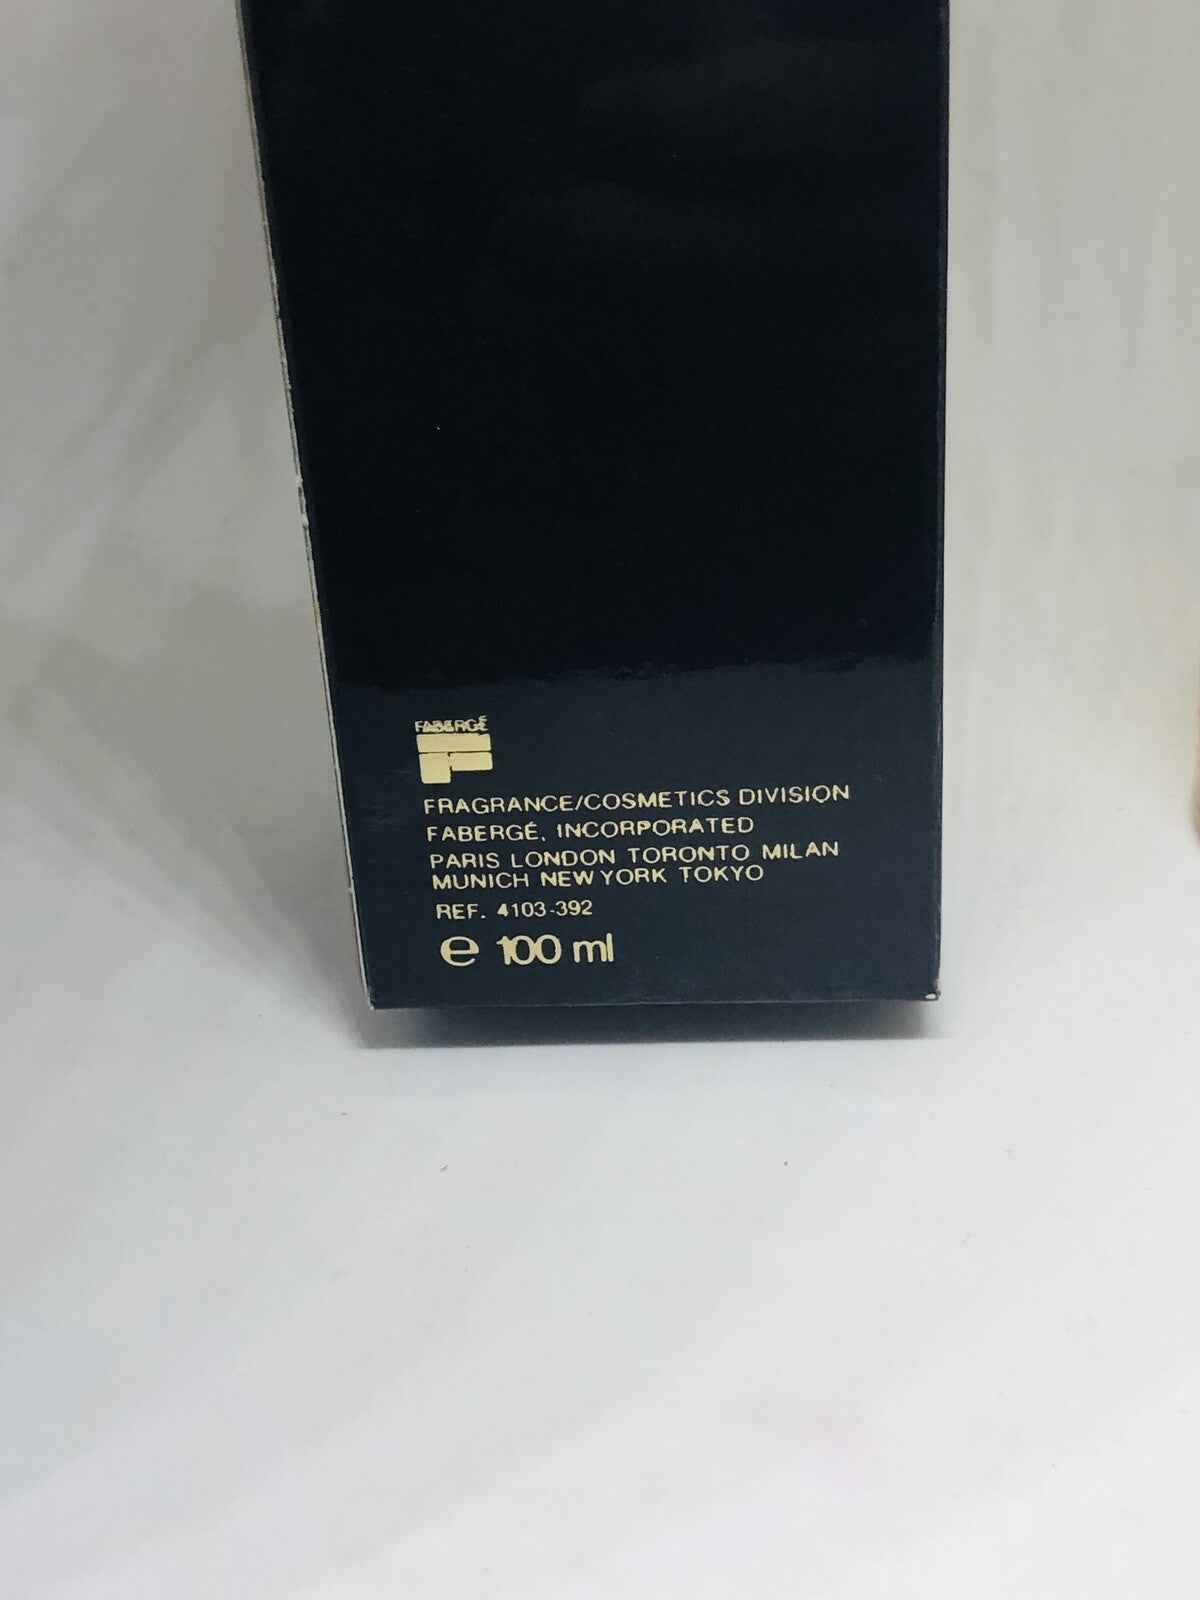 FABERGÉ
FRAGRANCE/COSMETICS DIVISION
FABERGÉ, INCORPORATED
PARIS LONDON TORONTO MILAN
MUNICH NEW YORK TOKYO
REF. 4103-392
℮ 100 ml